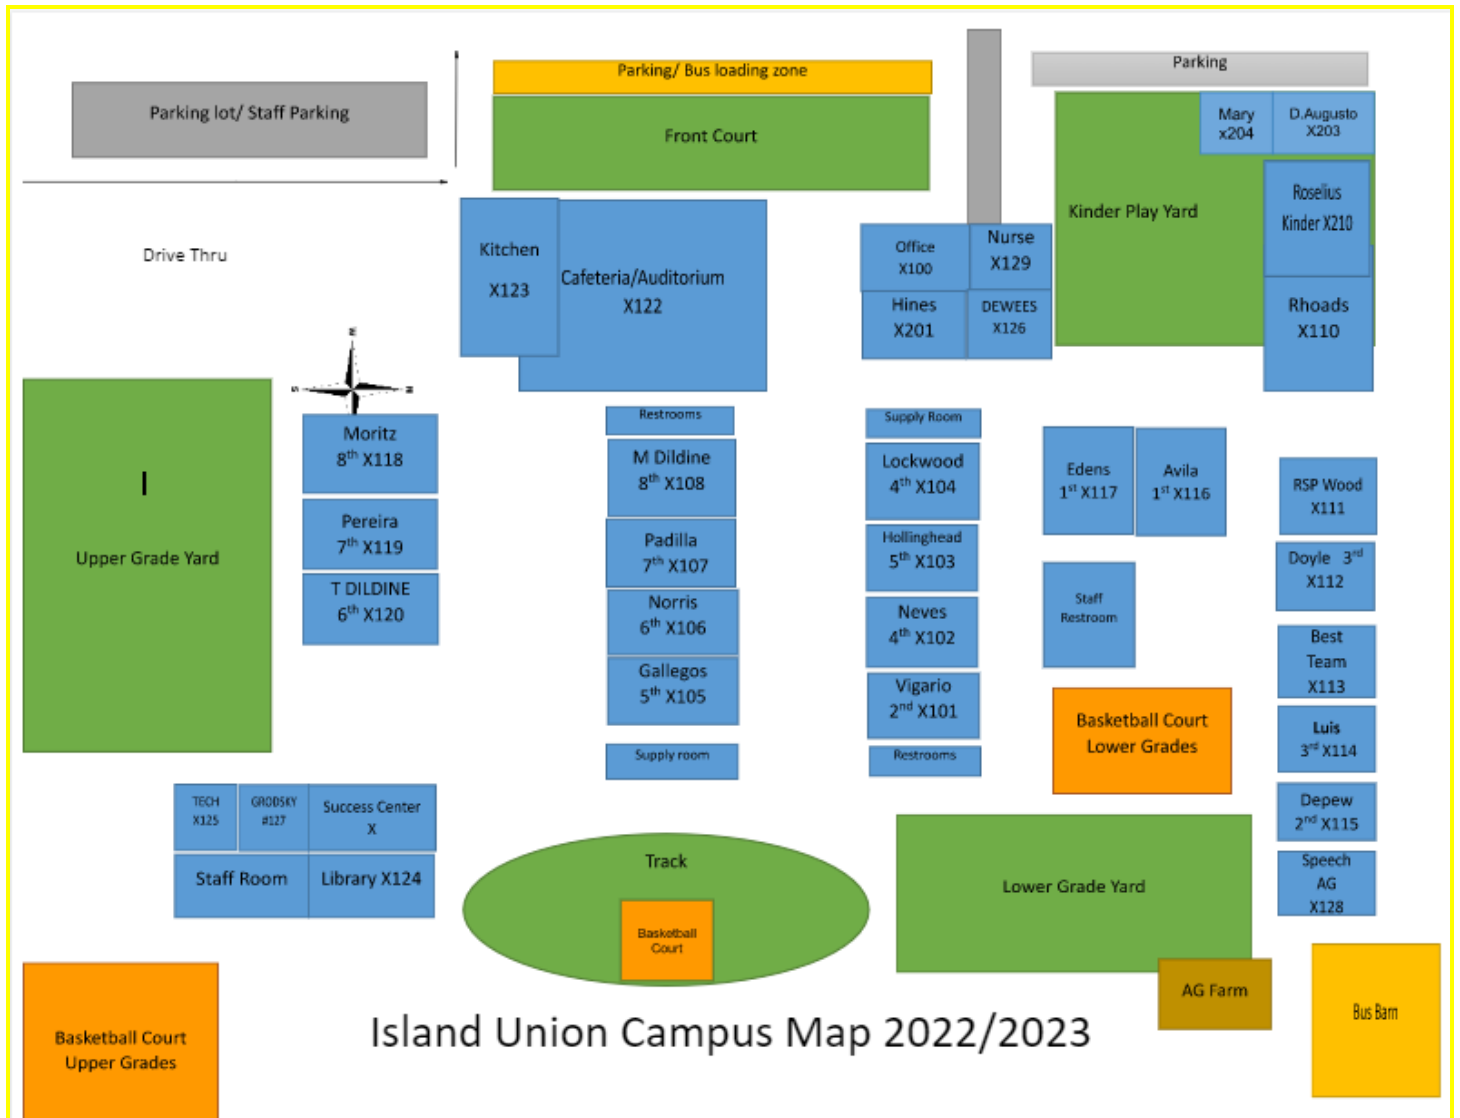 Parking/ Bus loading zone
Parking
Parking lot/ Staff Parking
Front Court
Mary
x204
D.Augusto
X203
Kinder Play Yard
Roselius
Kinder X210
Drive Thru
Kitchen
X123
Cafeteria/Auditorium
X122
Office
X100
Nurse
X129
Hines
X201
DEWEES
X126
Rhoads
X110
I
Upper Grade Yard
Moritz
8th X118
Pereira
7th X119
T DILDINE
6th X120
Restrooms
M Dildine
8th X108
Padilla
7th X107
Norris
6th X106
Gallegos
5th X105
Supply room
Supply Room
Lockwood
4th X104
Hollinghead
5th X103
Neves
4th X102
Vigario
2nd X101
Restrooms
Edens
1st X117
Avila
1st X116
Staff
Restroom
Basketball Court
Lower Grades
RSP Wood
X111
Doyle 3rd
X112
Best
Team
X113
Luis
3rd X114
Depew
2nd X115
Speech
AG
X128
TECH
X125
GRODSKY
#127
Success Center
X
Staff Room
Library X124
Track
Basketball
Court
Lower Grade Yard
AG Farm
Bus Barn
Basketball Court
Upper Grades
Island Union Campus Map 2022/2023